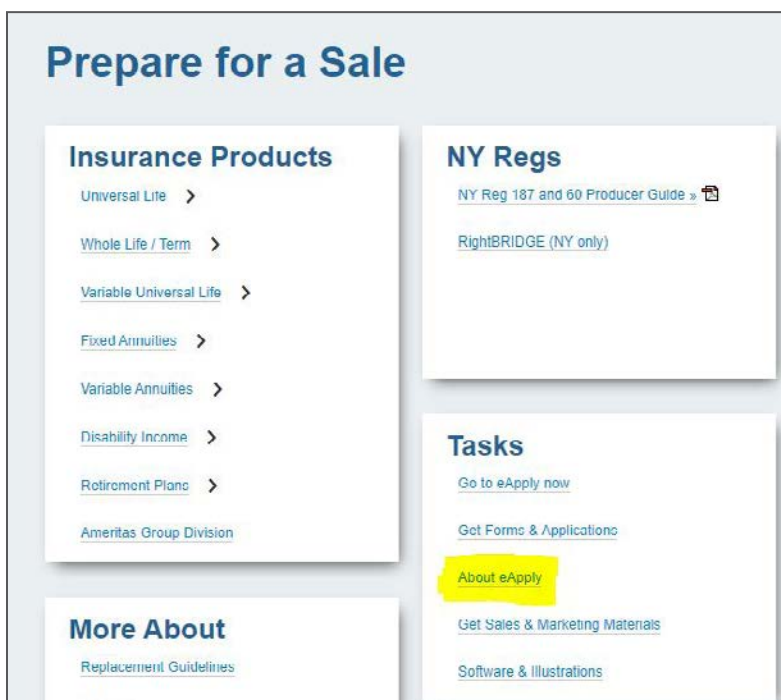 Prepare for a Sale
Insurance Products
Universal Life
Whole Life / Term
Variable Universal Life
Fixed Annuities
Variable Annuities
Disability Income
Retirement Plans
Ameritas Group Division
NY Regs
NY Reg 187 and 60 Producer Guide »
RightBRIDGE (NY only)
Tasks
Go to eApply now
Get Forms & Applications
About eApply
Get Sales & Marketing Materials
Software & Illustrations
More About
Replacement Guidelines